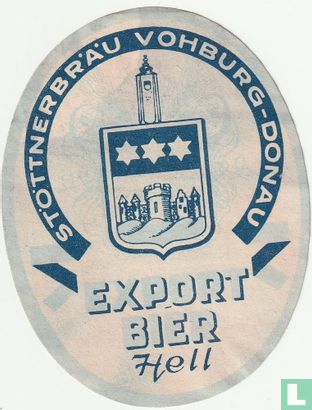 STÖTTNERBRÄU VOHBURG-DONAU
EXPORT
BIER
Hell
L